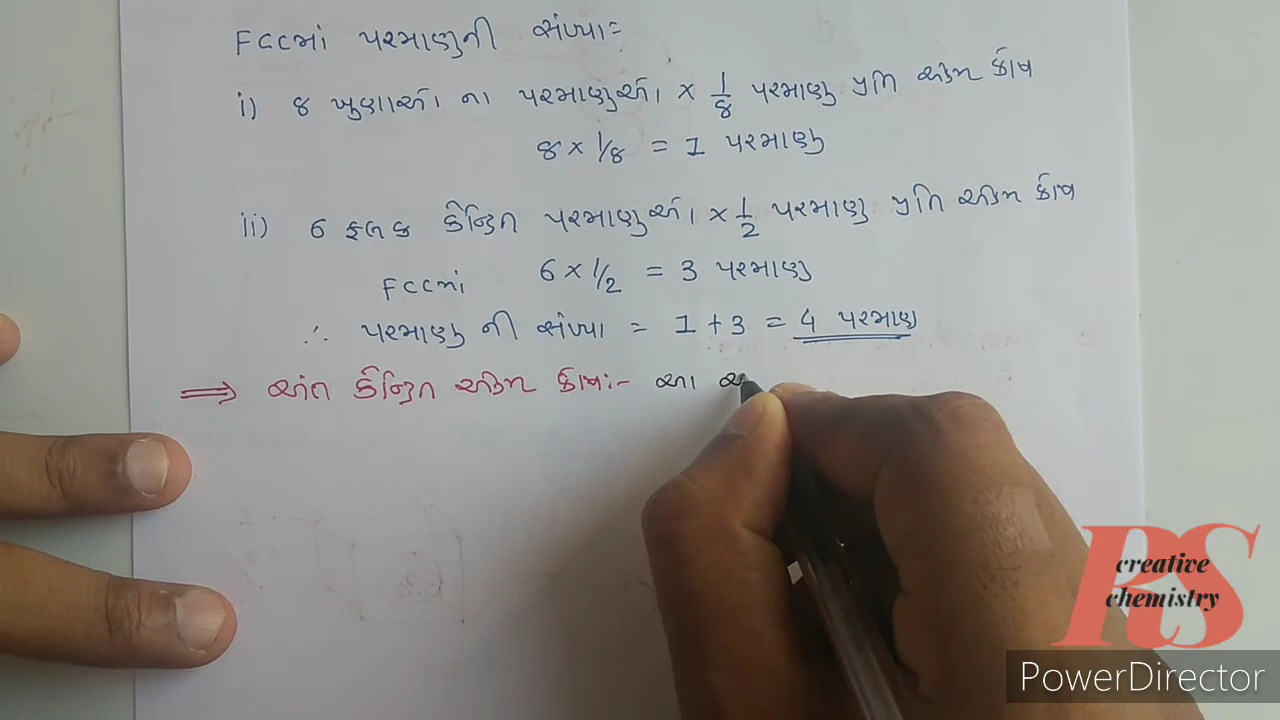 FCCમાં પરમાણુની સંખ્યા=
i) 8 ખુણાઓ ના પરમાણુઓ × 1/8 પરમાણુ પ્રતિ એકમ કોષ
8 × 1/8 = 1 પરમાણુ
ii) 6 ફલક કેન્દ્રિત પરમાણુઓ × 1/2 પરમાણુ પ્રતિ એકમ કોષ
6 × 1/2 = 3 પરમાણુ
FCCમાં
∴ પરમાણુ ની સંખ્યા = 1 + 3 = 4 પરમાણુ
⇒ અંત કેન્દ્રિત એકમ કોષ:- આ
RS
creative
chemistry
PowerDirector